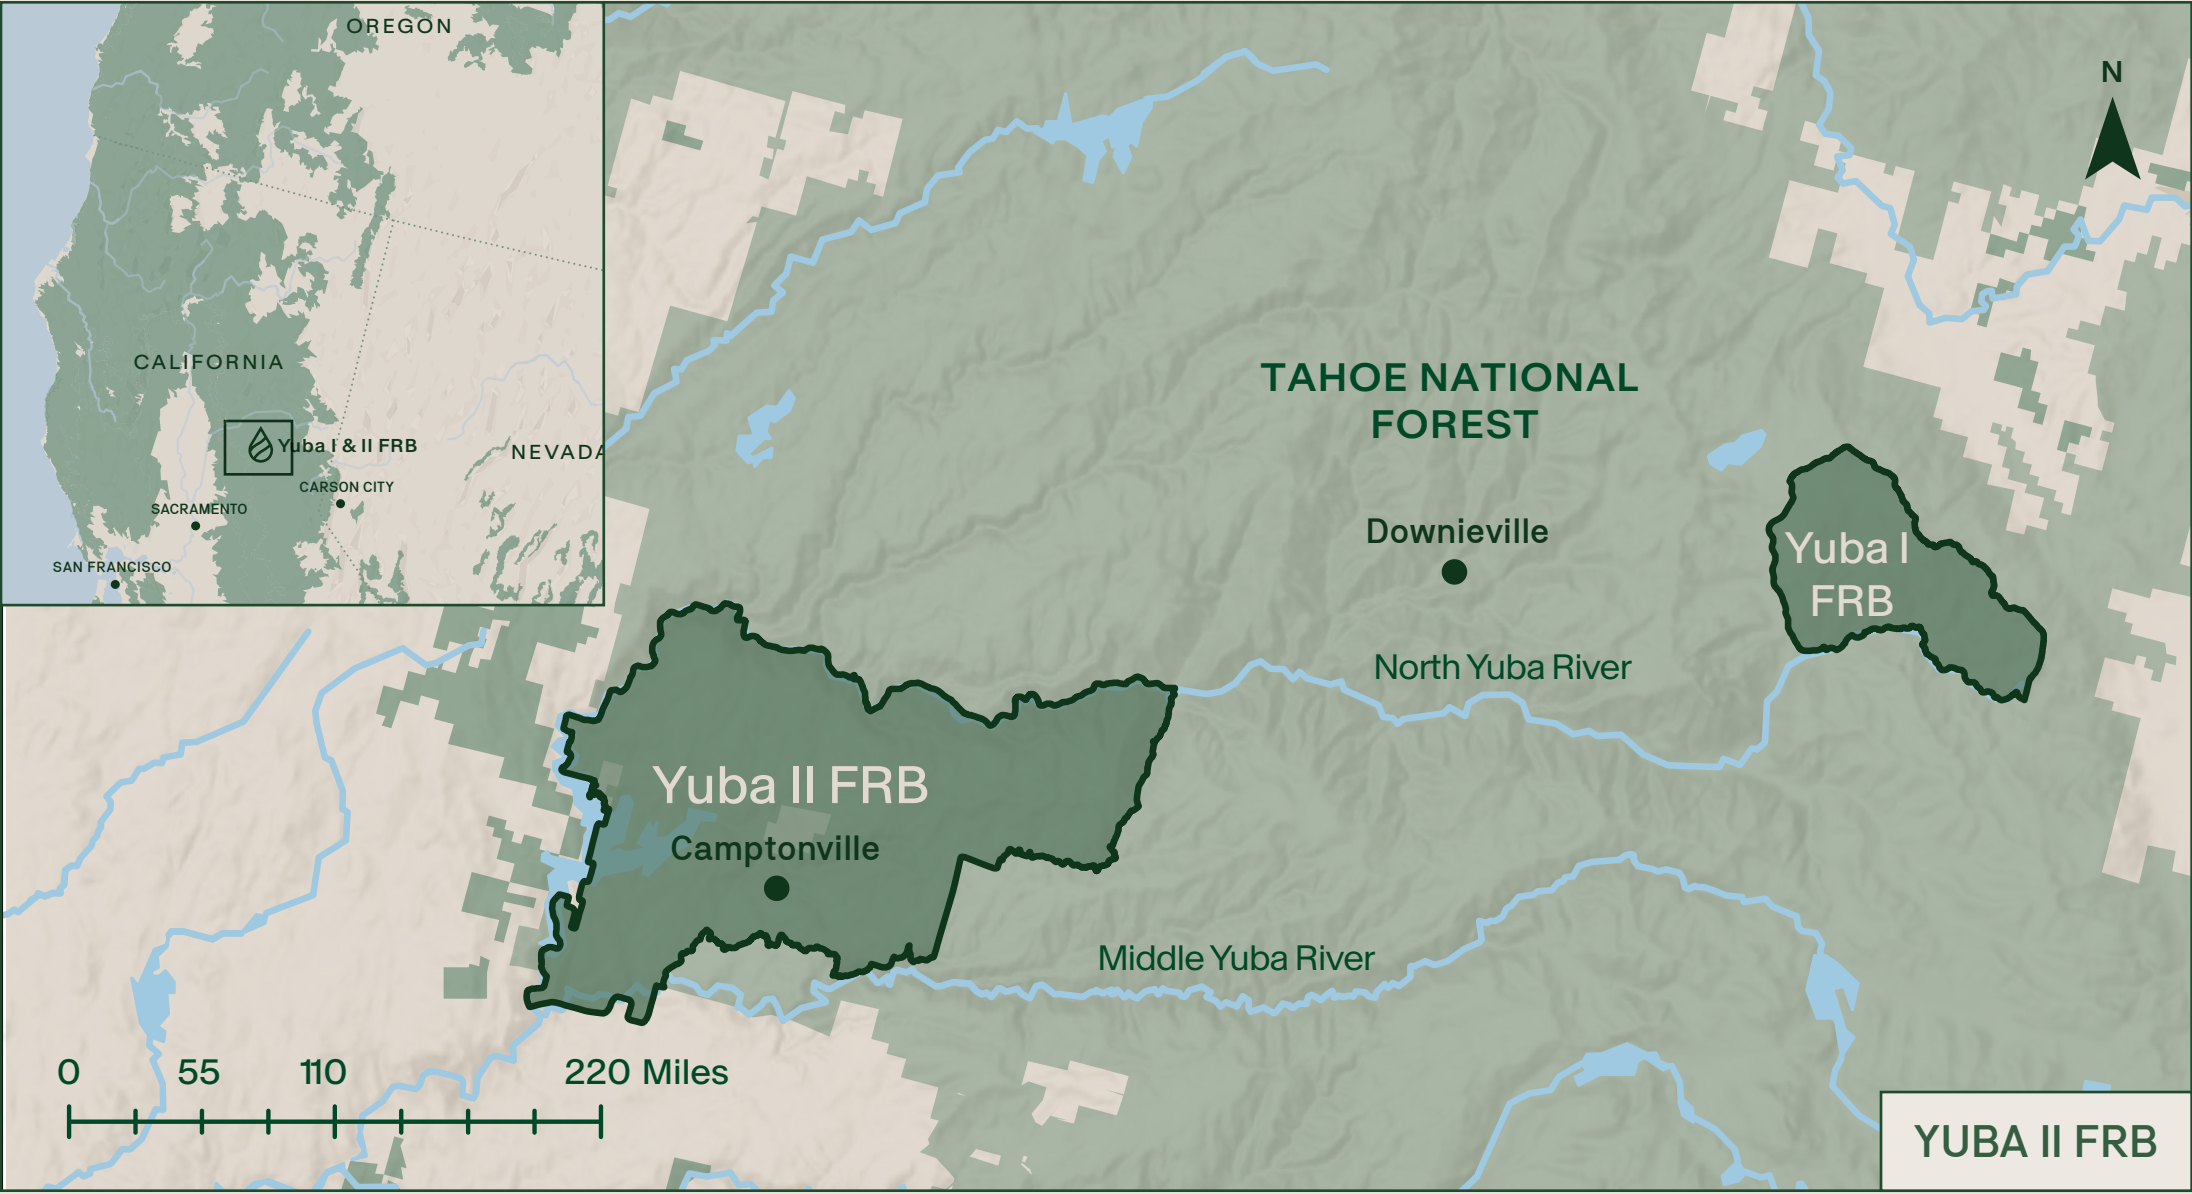 OREGON
CALIFORNIA
Yuba I & II FRB
NEVADA
CARSON CITY
SACRAMENTO
SAN FRANCISCO
N
TAHOE NATIONAL
FOREST
Downieville
Yuba I
FRB
North Yuba River
Yuba II FRB
Camptonville
Middle Yuba River
0 55 110 220 Miles
YUBA II FRB